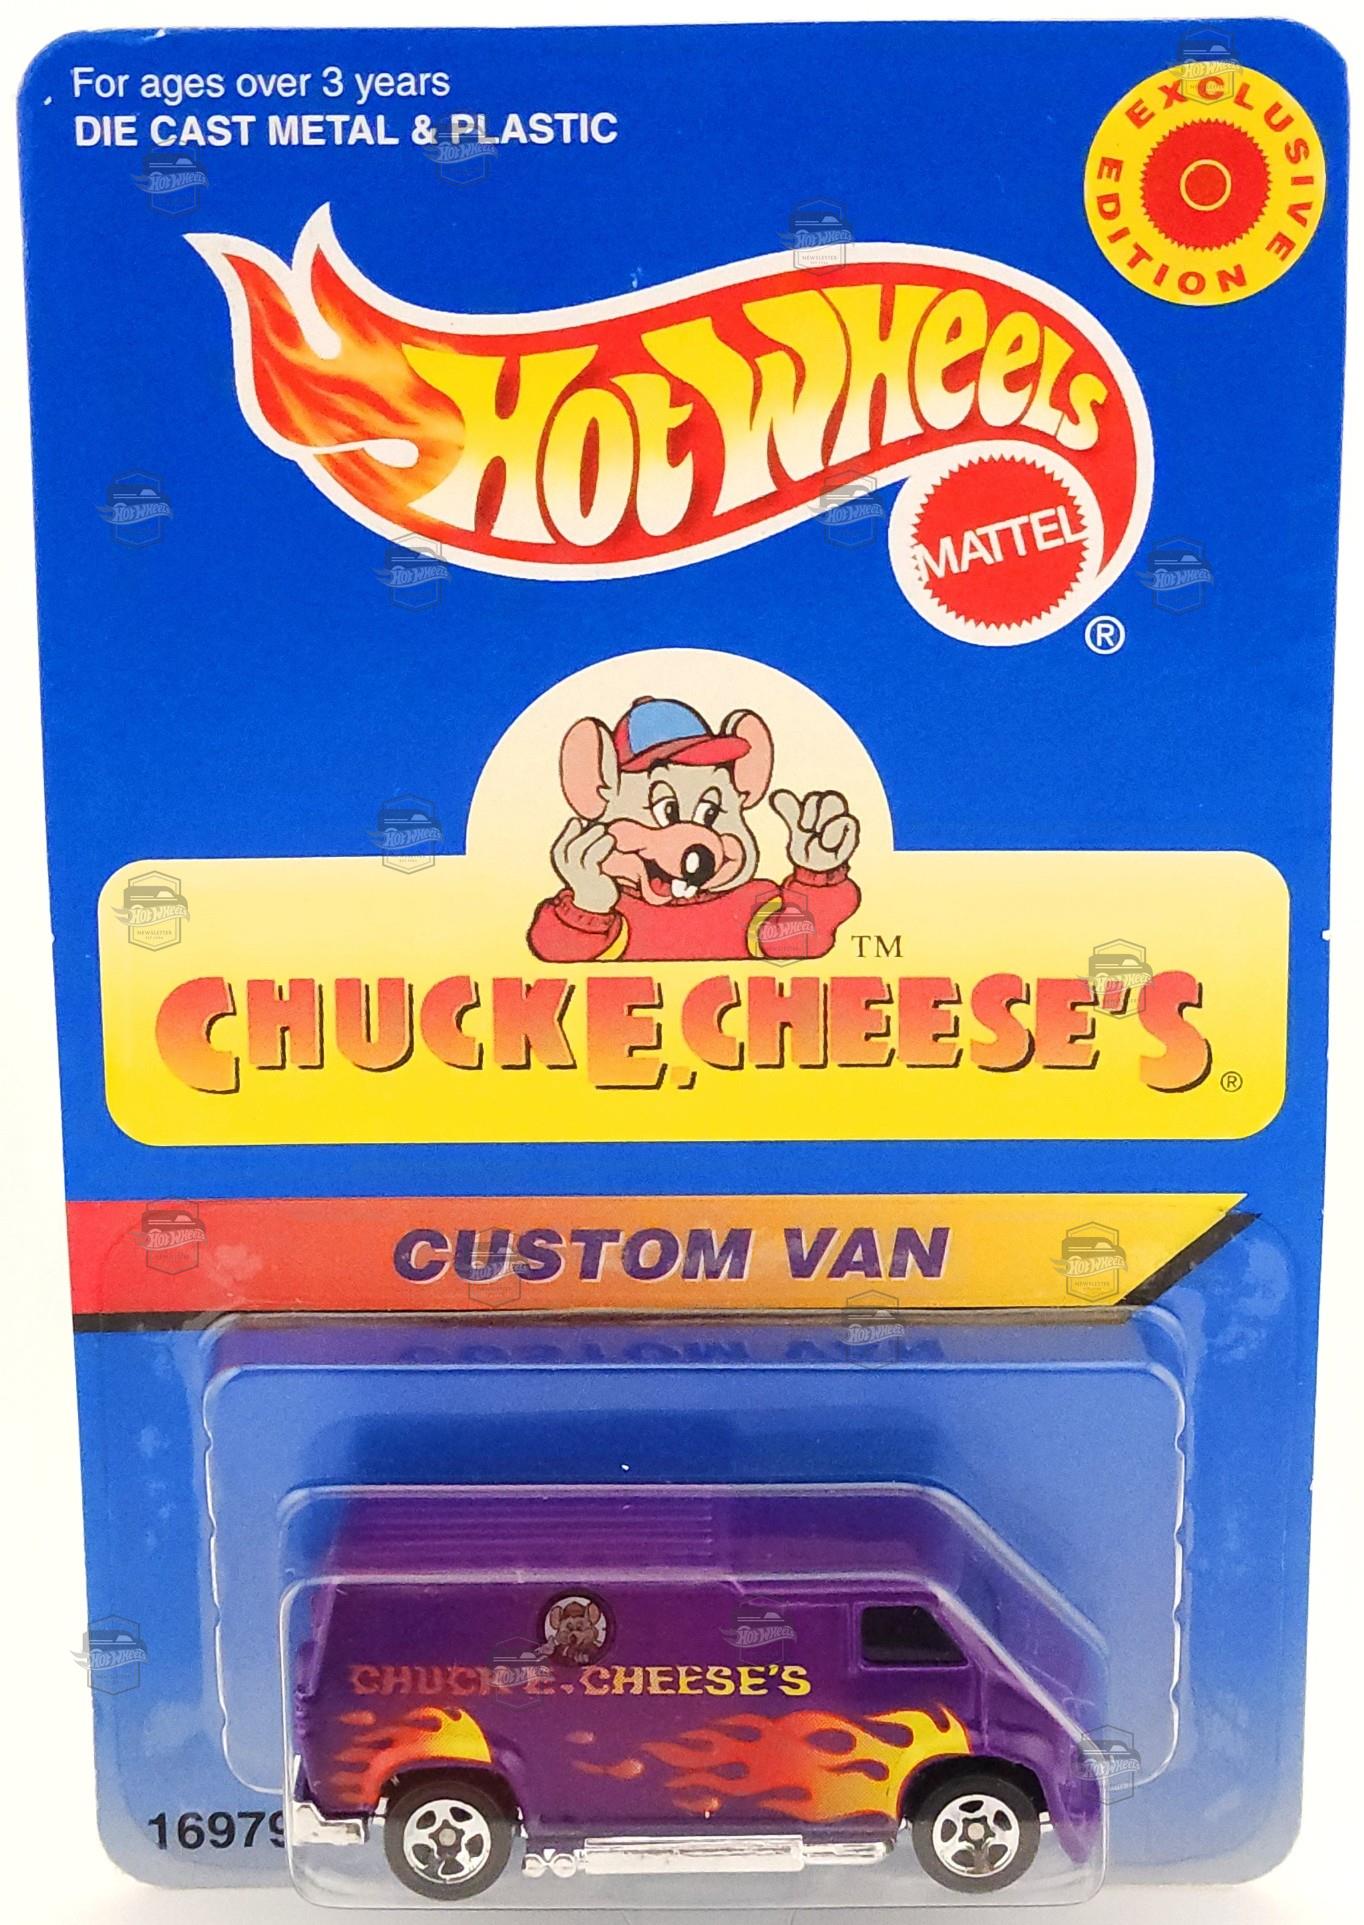 For ages over 3 years
DIE CAST METAL & PLASTIC
EXCLUSIVE
EDITION
HOT WHEELS
MATTEL
®
TM
CHUCK E. CHEESE'S
®
CUSTOM VAN
CHUCK E. CHEESE'S
16979